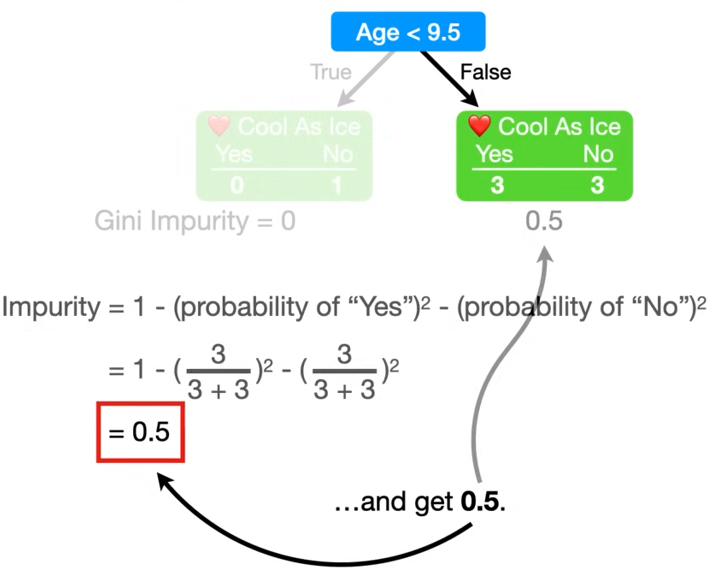 Age < 9.5
True
False
❤️ Cool As Ice
Yes No
0 1
❤️ Cool As Ice
Yes No
3 3
Gini Impurity = 0
0.5
Impurity = 1 - (probability of “Yes”)² - (probability of “No”)²
= 1 - (3/(3 + 3))² - (3/(3 + 3))²
= 0.5
…and get 0.5.